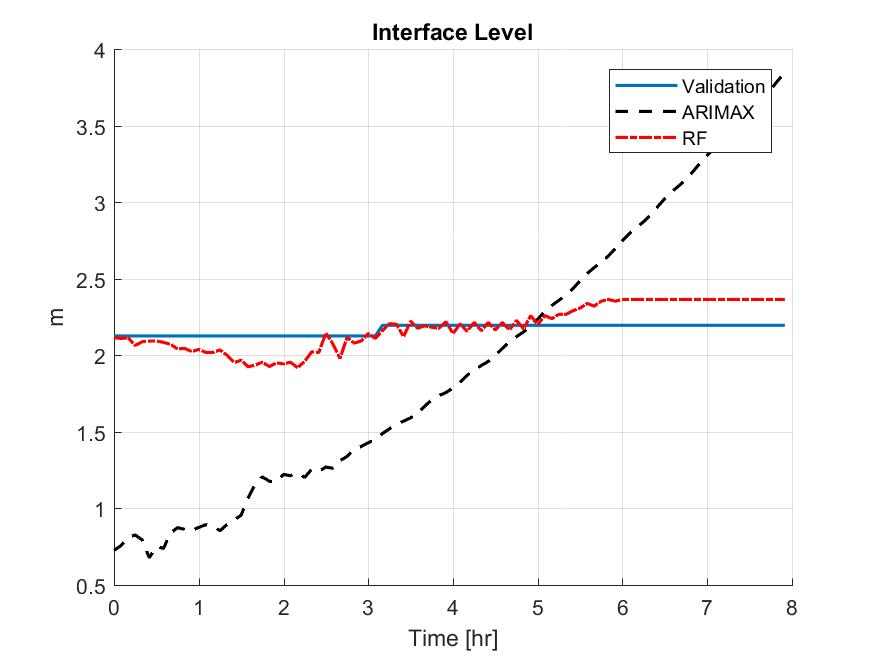 Interface Level
4
3.5
3
2.5
2
1.5
1
0.5
m
Validation
ARIMAX
RF
0 1 2 3 4 5 6 7 8
Time [hr]